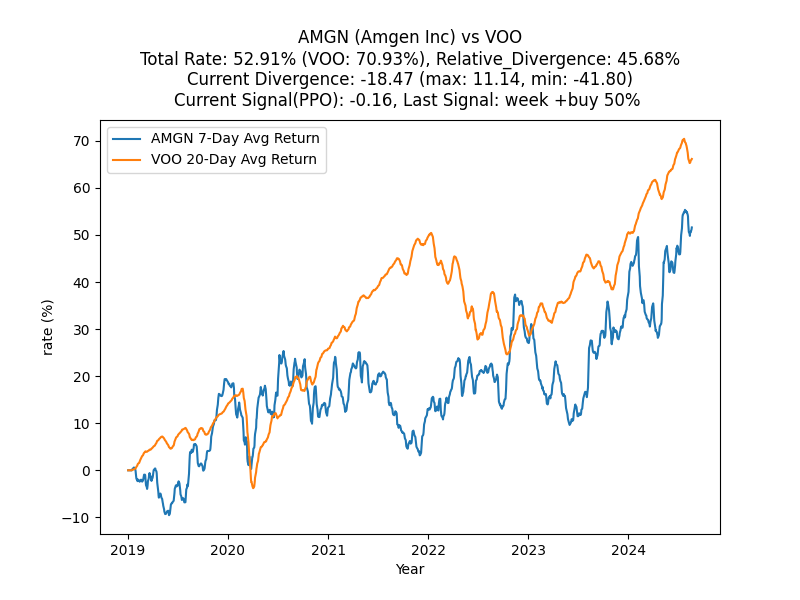 AMGN (Amgen Inc) vs VOO
Total Rate: 52.91% (VOO: 70.93%), Relative_Divergence: 45.68%
Current Divergence: -18.47 (max: 11.14, min: -41.80)
Current Signal(PPO): -0.16, Last Signal: week +buy 50%
AMGN 7-Day Avg Return
VOO 20-Day Avg Return
70
60
50
40
30
20
10
0
−10
rate (%)
2019 2020 2021 2022 2023 2024
Year